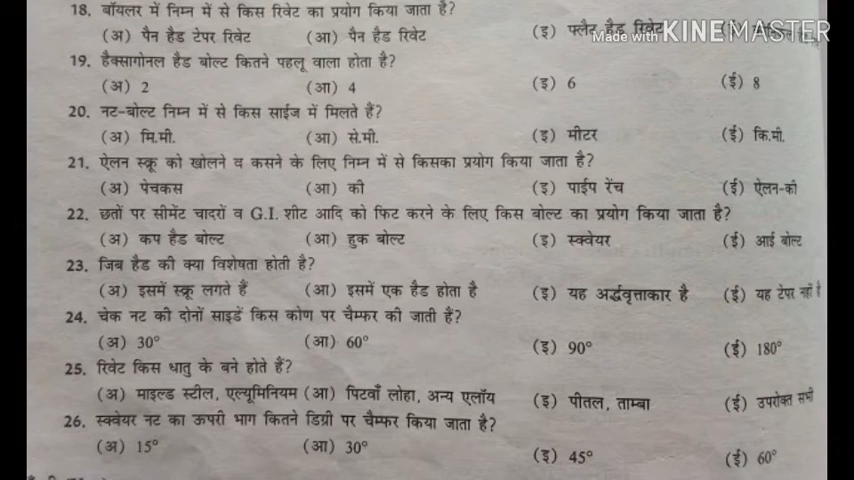 18. बॉयलर में निम्न में से किस रिवेट का प्रयोग किया जाता है?
(अ) पैन हैड टेपर रिवेट (आ) पैन हैड रिवेट (इ) फ्लैट हैड रिवेट
Made with KINEMASTER
19. हैक्सागोनल हैड बोल्ट कितने पहलू वाला होता है?
(अ) 2 (आ) 4 (इ) 6 (ई) 8
20. नट-बोल्ट निम्न में से किस साईज में मिलते हैं?
(अ) मि.मी. (आ) से.मी. (इ) मीटर (ई) कि.मी.
21. ऐलन स्क्रू को खोलने व कसने के लिए निम्न में से किसका प्रयोग किया जाता है?
(अ) पेचकस (आ) की (इ) पाईप रेंच (ई) ऐलन-की
22. छतों पर सीमेंट चादरों व G.I. शीट आदि को फिट करने के लिए किस बोल्ट का प्रयोग किया जाता है?
(अ) कप हैड बोल्ट (आ) हुक बोल्ट (इ) स्क्वेयर (ई) आई बोल्ट
23. जिब हैड की क्या विशेषता होती है?
(अ) इसमें स्क्रू लगते हैं (आ) इसमें एक हैड होता है (इ) यह अर्द्धवृत्ताकार है (ई) यह टेपर नहीं है
24. चेक नट की दोनों साइडें किस कोण पर चैम्फर की जाती है?
(अ) 30° (आ) 60° (इ) 90° (ई) 180°
25. रिवेट किस धातु के बने होते हैं?
(अ) माइल्ड स्टील, एल्यूमिनियम (आ) पिटवाँ लोहा, अन्य एलॉय (इ) पीतल, ताम्बा (ई) उपरोक्त सभी
26. स्क्वेयर नट का ऊपरी भाग कितने डिग्री पर चैम्फर किया जाता है?
(अ) 15° (आ) 30° (इ) 45° (ई) 60°